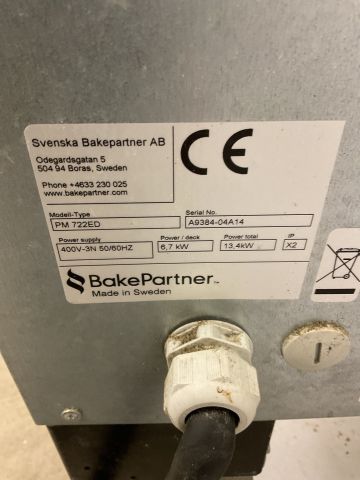 Svenska Bakepartner AB
Odegardsgatan 5
504 94 Boras, Sweden
Phone +4633 230 025
www.bakepartner.com
CE
Modell-Type
PM 722ED
Serial No.
A9384-04A14
Power supply
400V-3N 50/60HZ
Power / deck
6,7 kW
Power total
13,4kW
IP
X2
BakePartner™
Made in Sweden